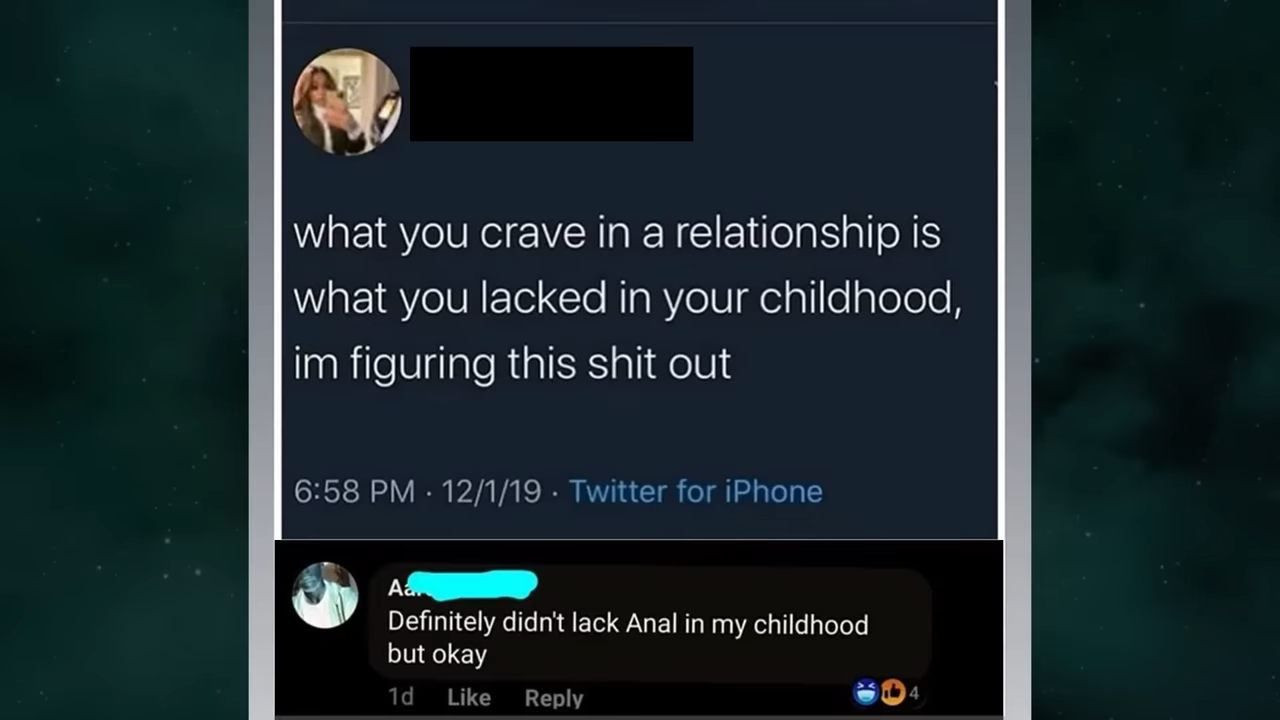 what you crave in a relationship is
what you lacked in your childhood,
im figuring this shit out
6:58 PM · 12/1/19 · Twitter for iPhone
Definitely didn't lack Anal in my childhood
but okay
1d Like Reply 4